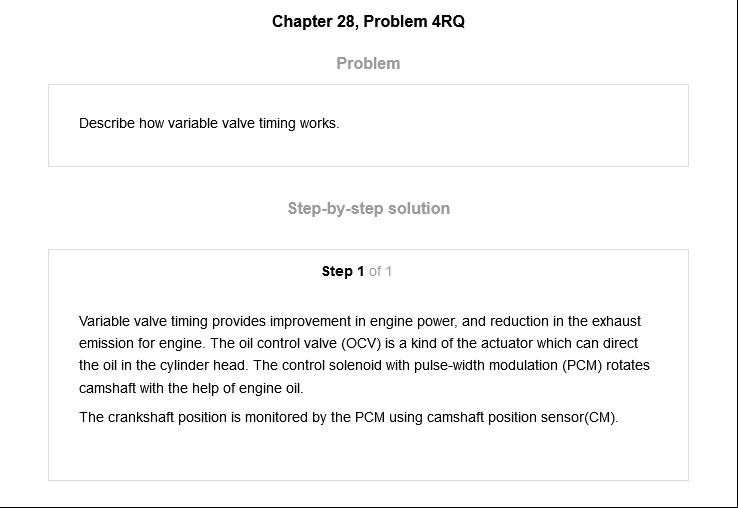 Chapter 28, Problem 4RQ
Problem
Describe how variable valve timing works.
Step-by-step solution
Step 1 of 1
Variable valve timing provides improvement in engine power, and reduction in the exhaust
emission for engine. The oil control valve (OCV) is a kind of the actuator which can direct
the oil in the cylinder head. The control solenoid with pulse-width modulation (PCM) rotates
camshaft with the help of engine oil.
The crankshaft position is monitored by the PCM using camshaft position sensor(CM).